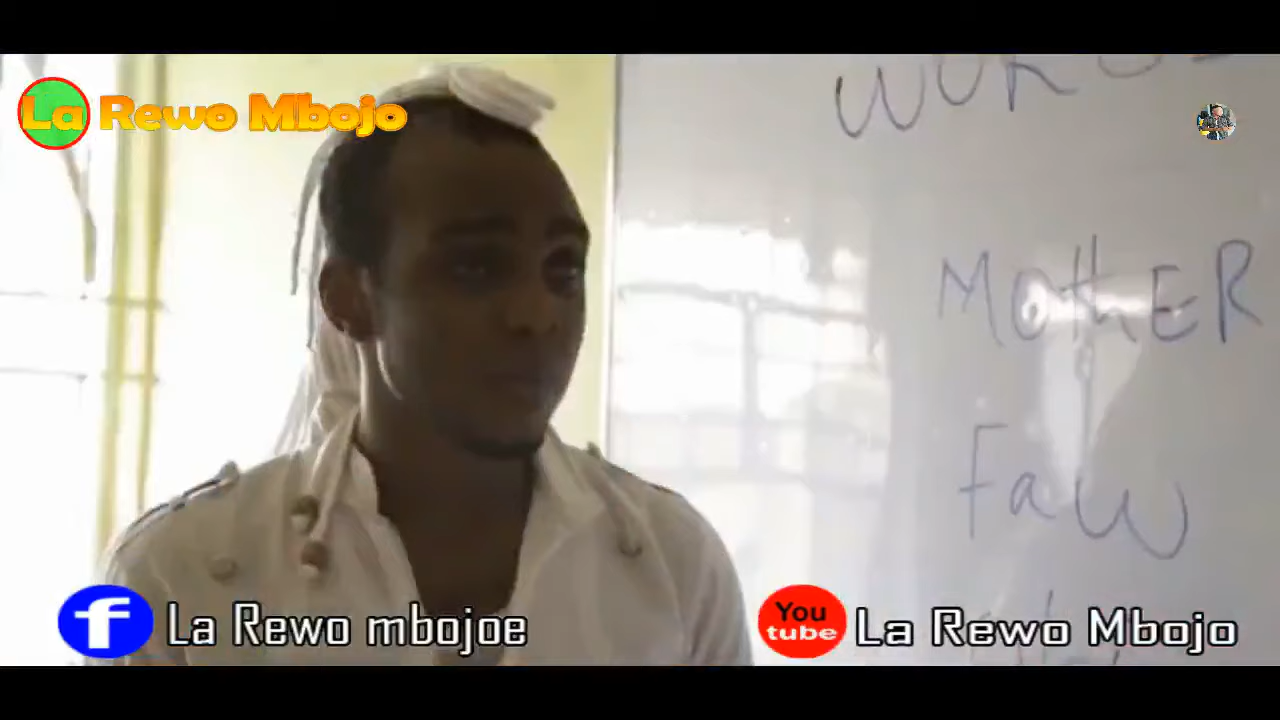 La Rewo Mbojo
MotHER
Faw
f La Rewo mbojoe
You
tube
La Rewo Mbojo